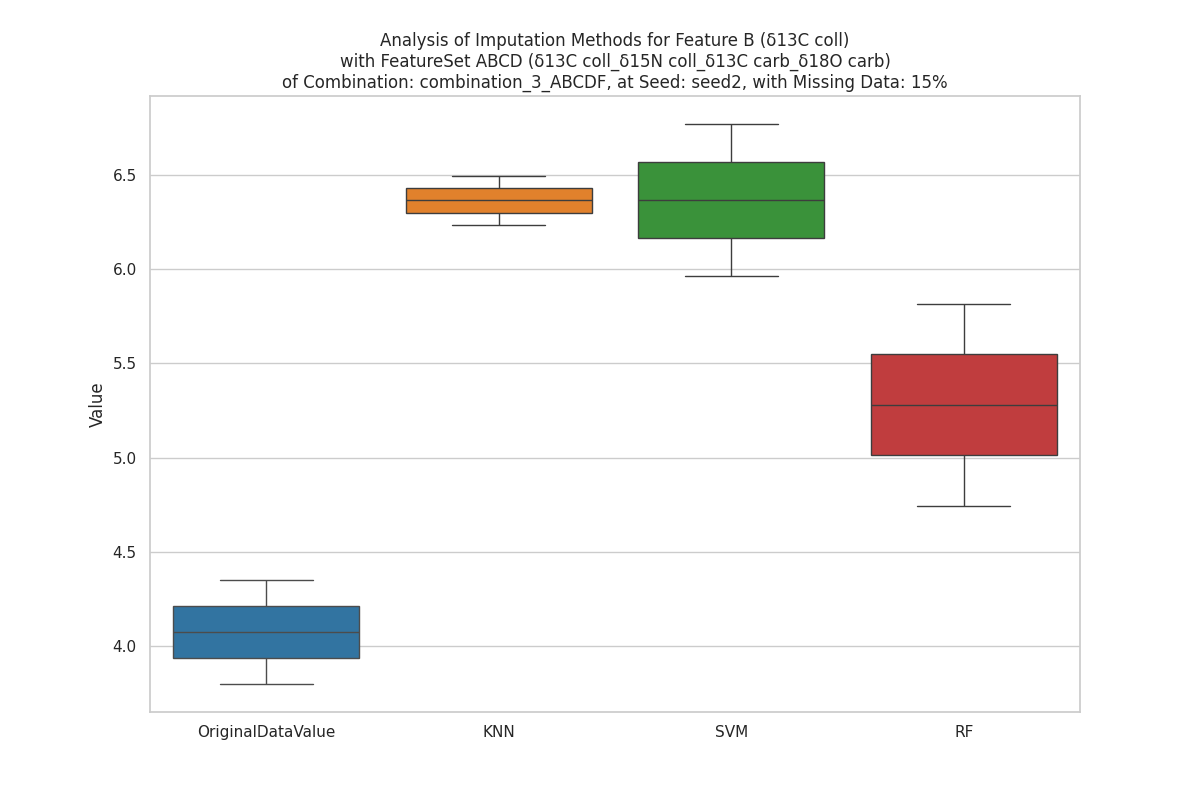 Analysis of Imputation Methods for Feature B (δ13C coll)
with FeatureSet ABCD (δ13C coll_δ15N coll_δ13C carb_δ18O carb)
of Combination: combination_3_ABCDF, at Seed: seed2, with Missing Data: 15%
6.5
6.0
5.5
5.0
4.5
4.0
Value
OriginalDataValue
KNN
SVM
RF